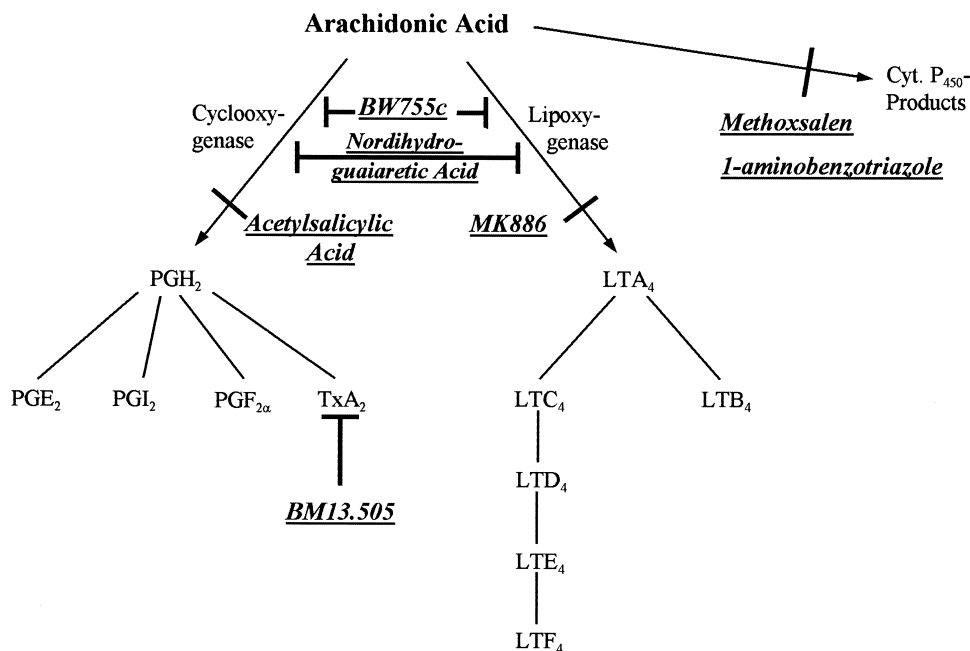 Arachidonic Acid
Cyt. P450-
Products
Cyclooxy-
genase
BW755c
Lipoxy-
genase
Nordihydro-
guaiaretic Acid
Methoxsalen
1-aminobenzotriazole
Acetylsalicylic
Acid
MK886
PGH2
LTA4
PGE2
PGI2
PGF2α
TxA2
LTC4
LTB4
LTD4
BM13.505
LTE4
LTF4